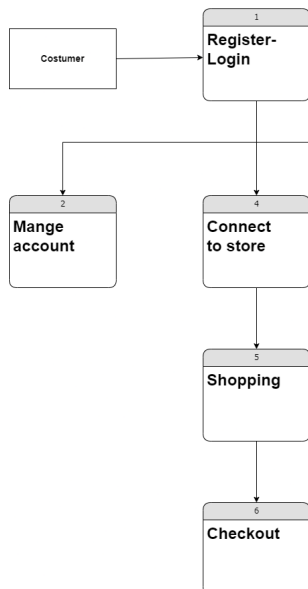 1
Costumer
Register-
Login
2
Mange
account
4
Connect
to store
5
Shopping
6
Checkout